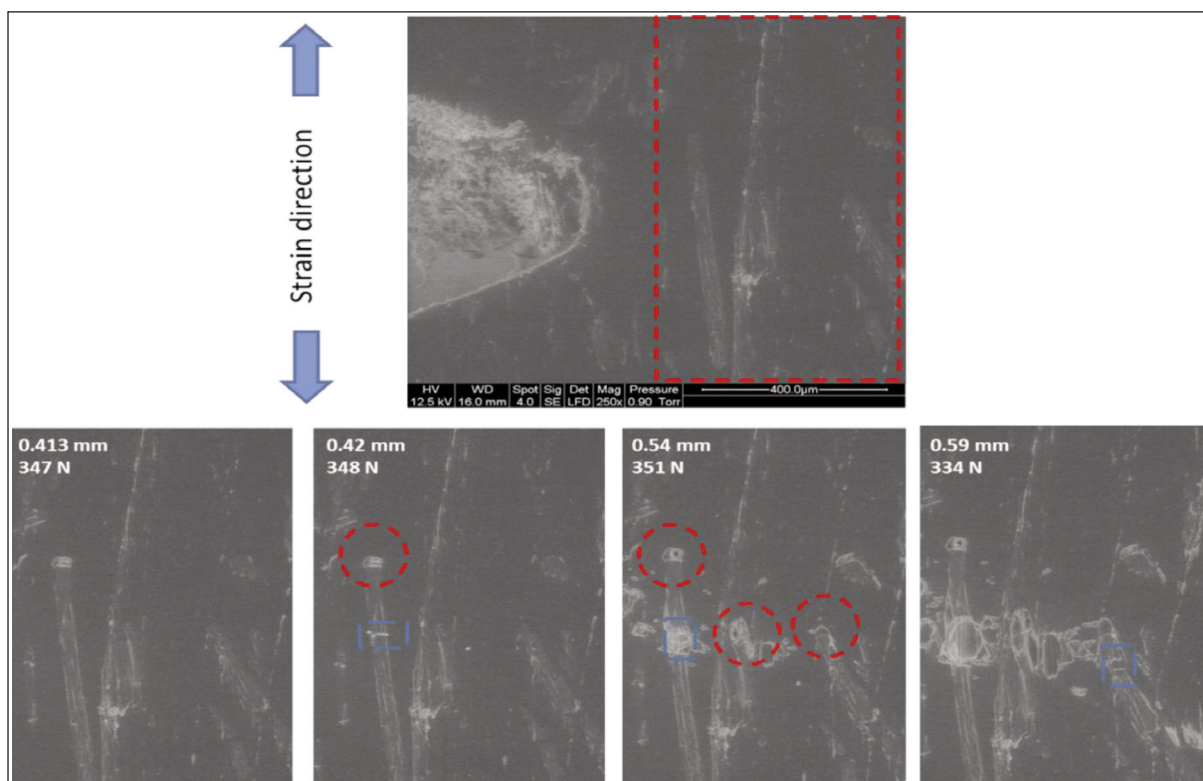 Strain direction
HV WD Spot Sig Det Mag Pressure
12.5 kV 16.0 mm 4.0 SE LFD 250x 0.90 Torr 400.0µm
0.413 mm
347 N
0.42 mm
348 N
0.54 mm
351 N
0.59 mm
334 N